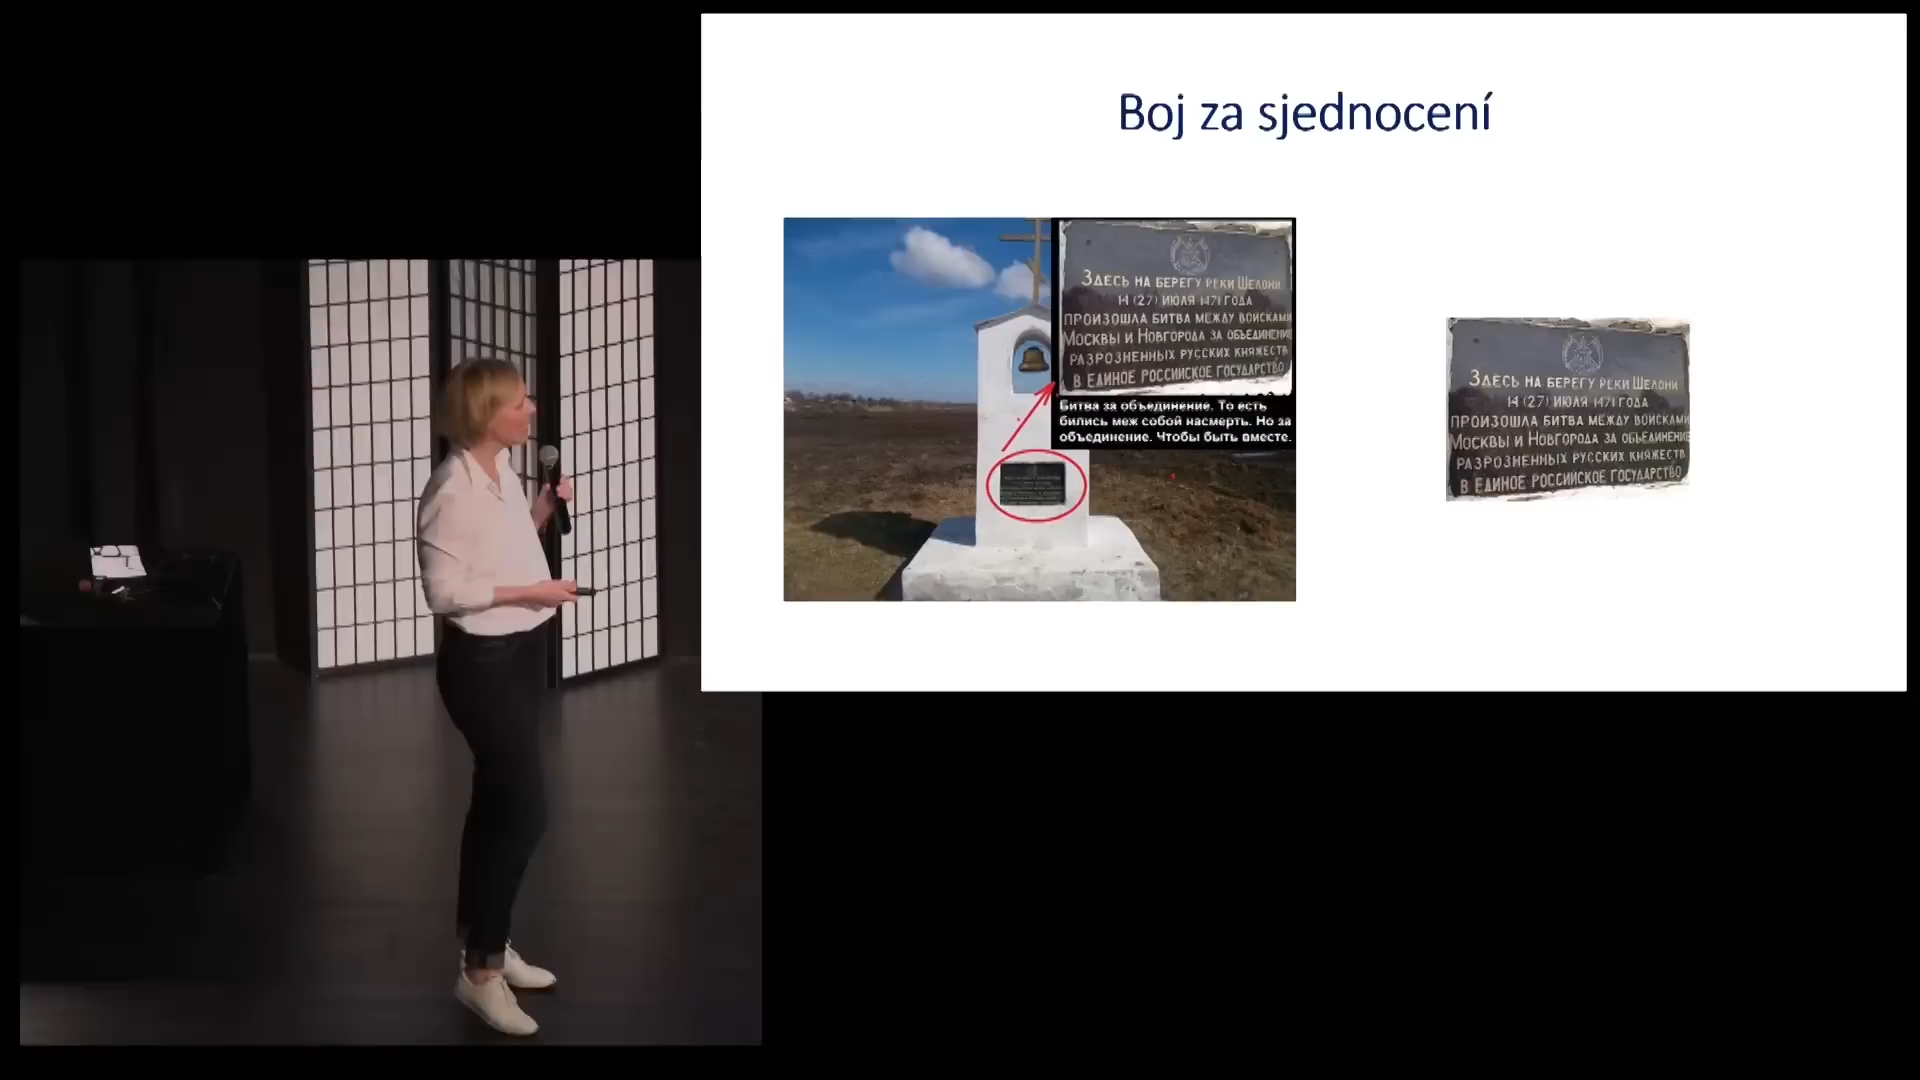 Boj za sjednocení
Здесь на берегу реки Шелони
14 (27) июля 1471 года
произошла битва между войсками
Москвы и Новгорода за объединение
разрозненных русских княжеств
в единое российское государство
Битва за объединение. То есть
бились меж собой насмерть. Но за
объединение. Чтобы быть вместе.
Здесь на берегу реки Шелони
14 (27) июля 1471 года
произошла битва между войсками
Москвы и Новгорода за объединение
разрозненных русских княжеств
в единое российское государство